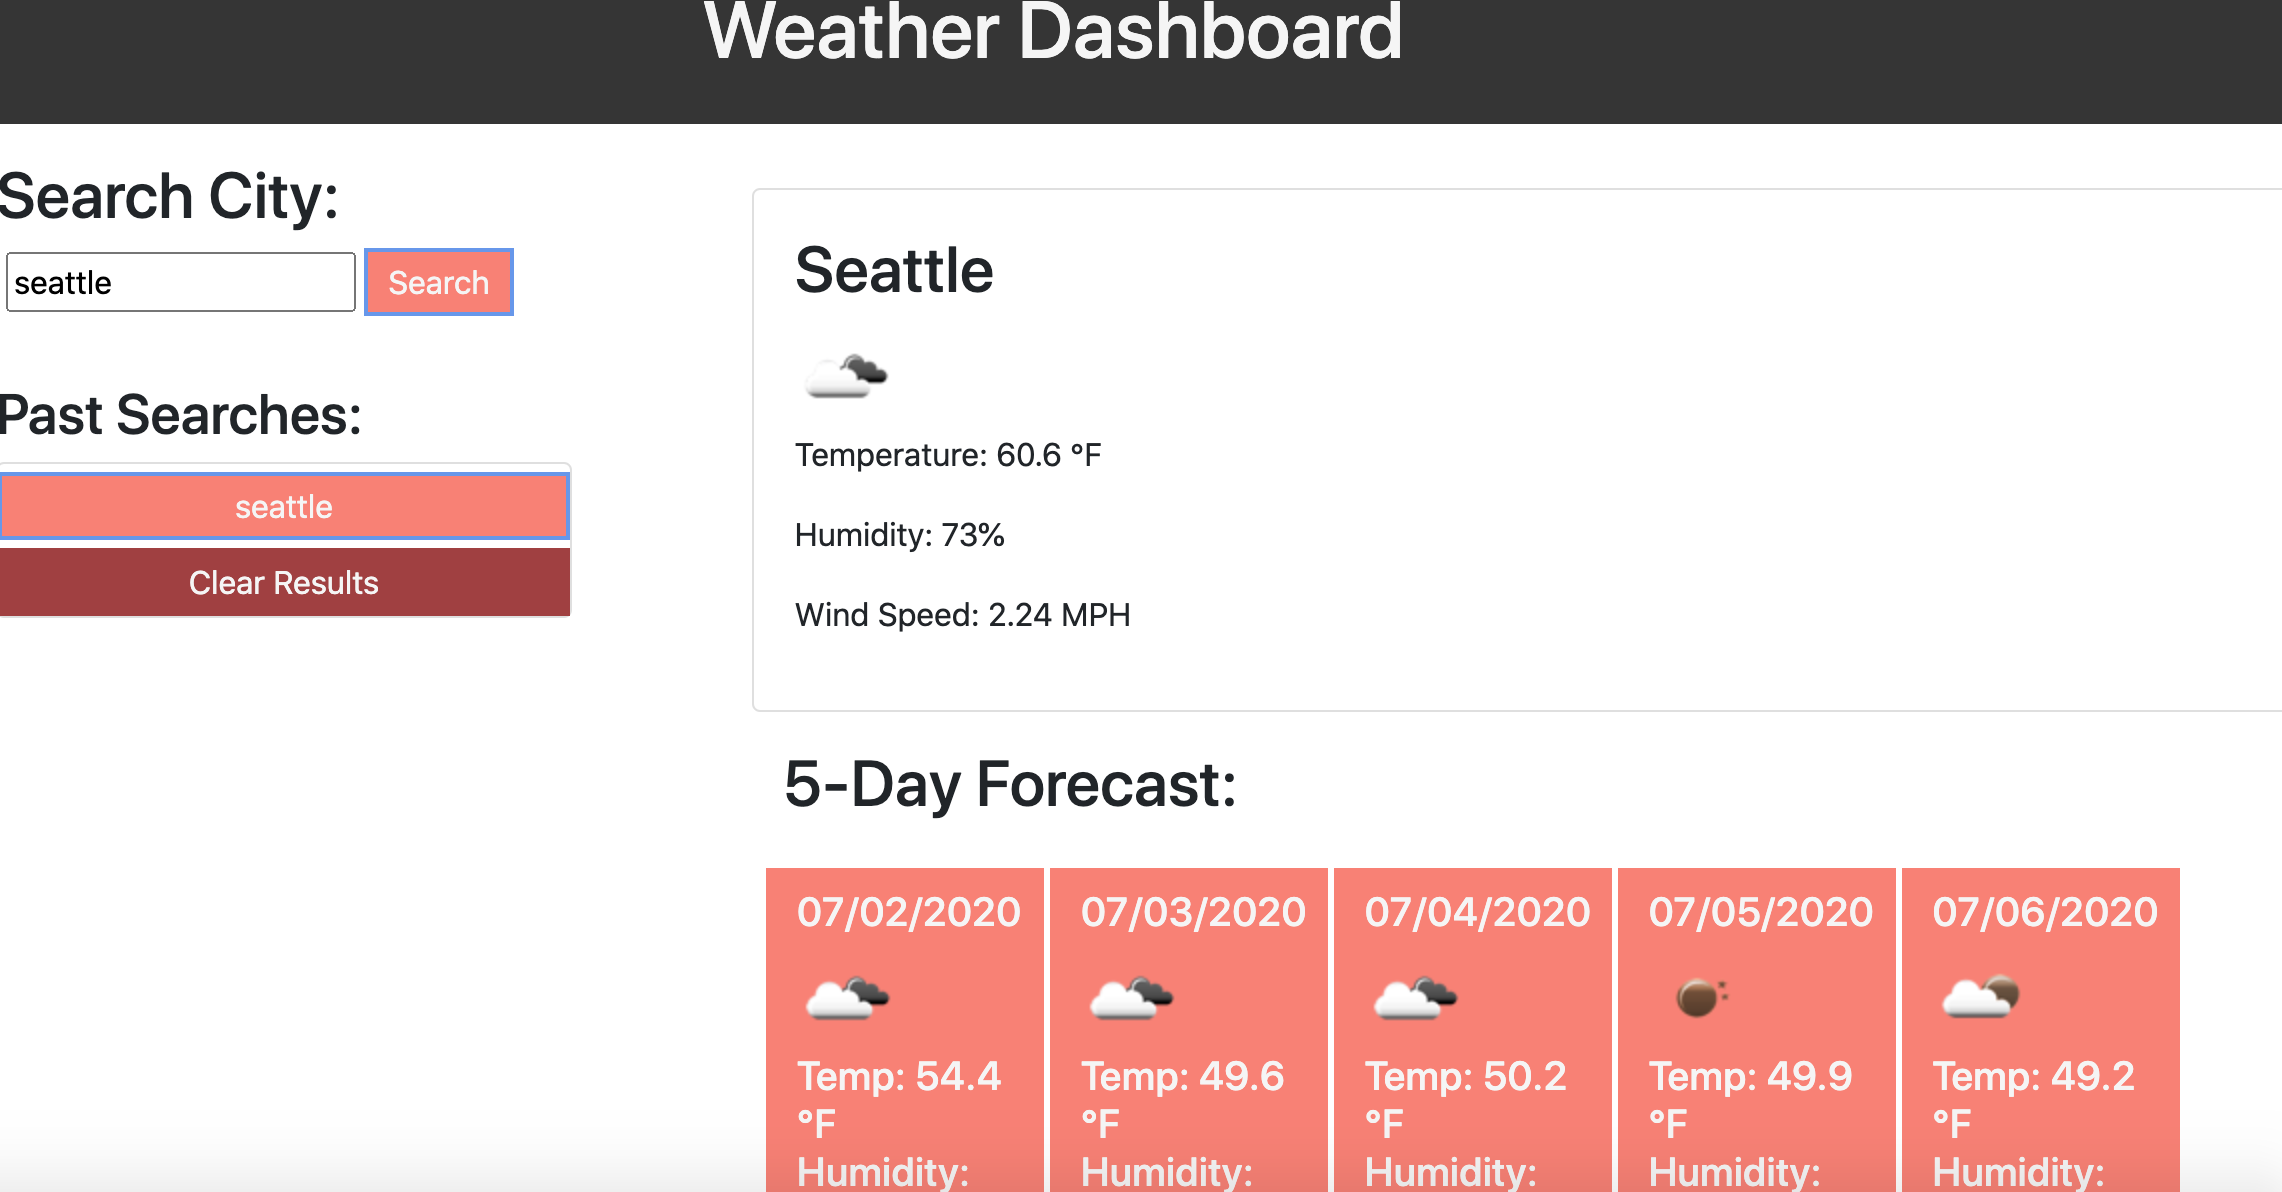 Weather Dashboard
Search City:
seattle
Search
Past Searches:
seattle
Clear Results
Seattle
Temperature: 60.6 °F
Humidity: 73%
Wind Speed: 2.24 MPH
5-Day Forecast:
07/02/2020
Temp: 54.4
°F
Humidity:
07/03/2020
Temp: 49.6
°F
Humidity:
07/04/2020
Temp: 50.2
°F
Humidity:
07/05/2020
Temp: 49.9
°F
Humidity:
07/06/2020
Temp: 49.2
°F
Humidity: